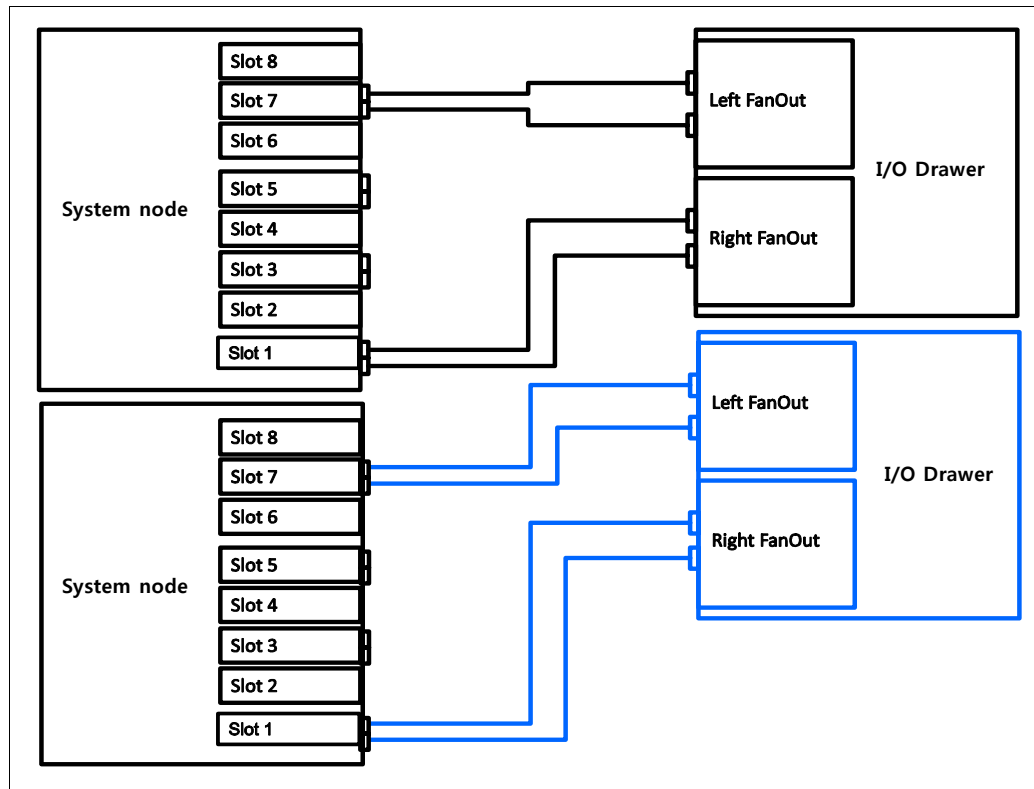 Slot 8
Slot 7
Slot 6
Slot 5
System node
Slot 4
Slot 3
Slot 2
Slot 1
Left FanOut
I/O Drawer
Right FanOut
Slot 8
Slot 7
Slot 6
Slot 5
System node
Slot 4
Slot 3
Slot 2
Slot 1
Left FanOut
I/O Drawer
Right FanOut